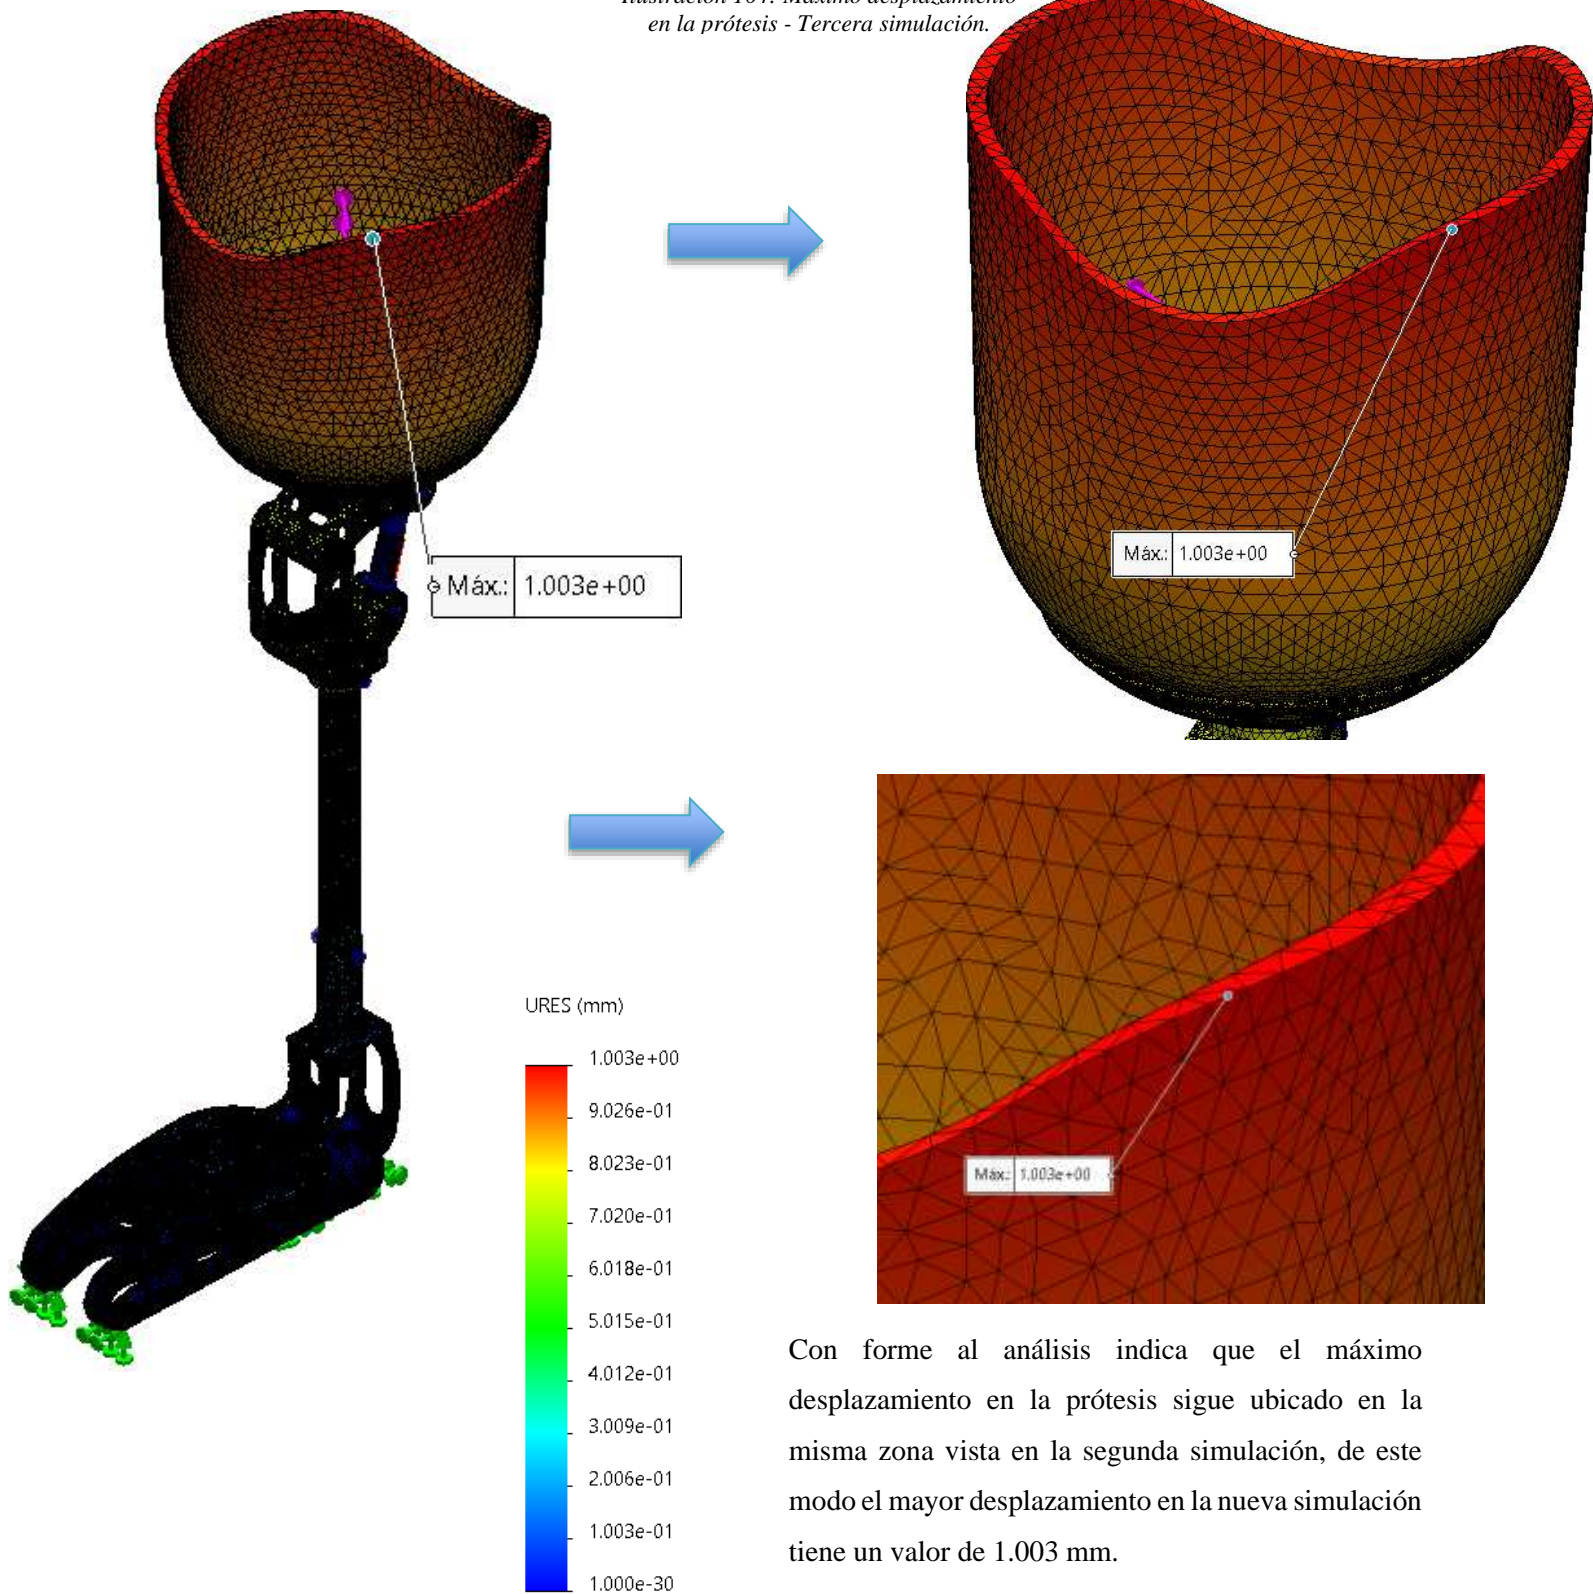 Ilustración 104. Máximo desplazamiento
en la prótesis - Tercera simulación.
Máx.: 1.003e+00
Máx.: 1.003e+00
Máx.: 1.003e+00
URES (mm)
1.003e+00
9.026e-01
8.023e-01
7.020e-01
6.018e-01
5.015e-01
4.012e-01
3.009e-01
2.006e-01
1.003e-01
1.000e-30
Con forme al análisis indica que el máximo
desplazamiento en la prótesis sigue ubicado en la
misma zona vista en la segunda simulación, de este
modo el mayor desplazamiento en la nueva simulación
tiene un valor de 1.003 mm.